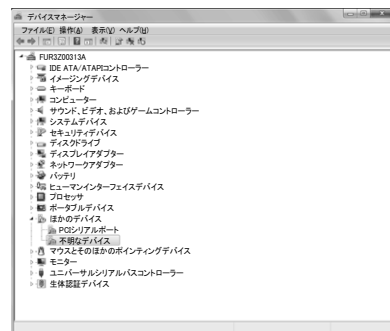 デバイスマネージャー
ファイル(F) 操作(A) 表示(V) ヘルプ(H)
FUR3Z00313A
IDE ATA/ATAPIコントローラー
イメージングデバイス
キーボード
コンピューター
サウンド、ビデオ、およびゲームコントローラー
システムデバイス
セキュリティデバイス
ディスクドライブ
ディスプレイアダプター
ネットワークアダプター
バッテリ
ヒューマンインターフェイスデバイス
プロセッサ
ポータブルデバイス
ほかのデバイス
PCIシリアルポート
不明なデバイス
マウスとそのほかのポインティングデバイス
モニター
ユニバーサルシリアルバスコントローラー
生体認証デバイス